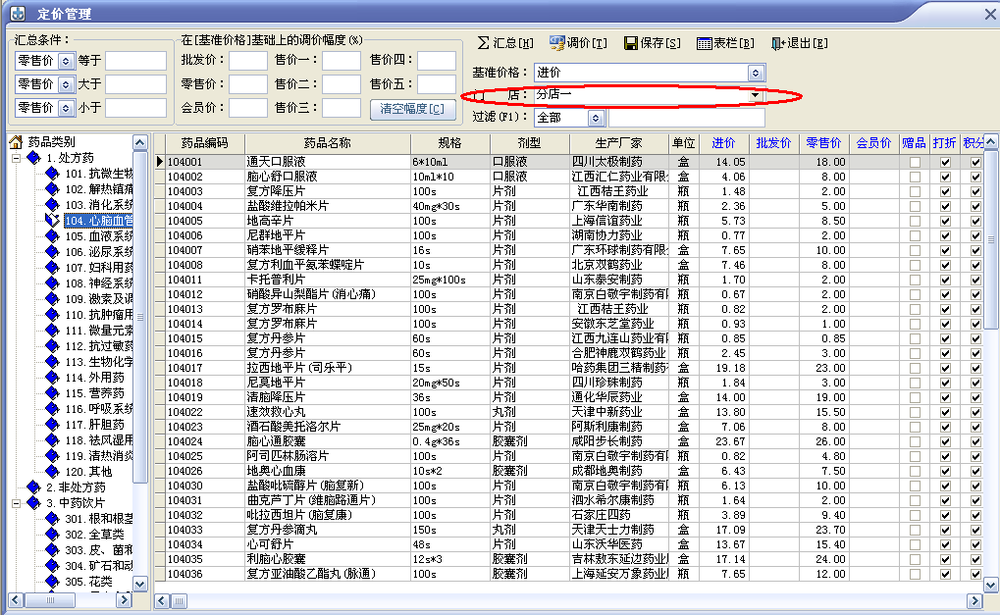 定价管理
汇总条件：
零售价 等于
零售价 大于
零售价 小于
在[基准价格]基础上的调价幅度(%)
批发价： 售价一： 售价四：
零售价： 售价二： 售价五：
会员价： 售价三： 清空幅度[C]
汇总[H] 调价[T] 保存[S] 表栏[B] 退出[E]
基准价格： 进价
店： 分店一
过滤(F1)： 全部
药品类别
1. 处方药
101. 抗微生物
102. 解热镇痛
103. 消化系统
104. 心脑血管
105. 血液系统
106. 泌尿系统
107. 妇科用药
108. 神经系统
109. 激素及调
110. 抗肿瘤用
111. 微量元素
112. 抗过敏药
113. 生物化学
114. 外用药
115. 营养药
116. 呼吸系统
117. 肝胆药
118. 祛风湿用
119. 清热消炎
120. 其他
2. 非处方药
3. 中药饮片
301. 根和根茎
302. 全草类
303. 皮、菌和
304. 矿石和动
305. 花类
药品编码 药品名称 规格 剂型 生产厂家 单位 进价 批发价 零售价 会员价 赠品 打折 积分
104001 通天口服液 6*10ml 口服液 四川太极制药 盒 14.05 18.00
104002 脑心舒口服液 10ml*10 口服液 江西汇仁药业有限 盒 4.06 8.00
104003 复方降压片 100s 片剂 江西桔王药业 瓶 1.48 2.00
104004 盐酸维拉帕米片 40mg*30s 片剂 广东华南制药 瓶 2.36 5.00
104005 地高辛片 100s 片剂 上海信谊药业 瓶 5.73 8.50
104006 尼群地平片 100s 片剂 湖南协力药业 瓶 0.77 2.00
104007 硝苯地平缓释片 16s 片剂 广东环球制药有限 盒 7.65 10.00
104008 复方利血平氨苯蝶啶片 10s 片剂 北京双鹤药业 盒 7.46 8.00
104011 卡托普利片 25mg*100s 片剂 山东泰安制药 瓶 1.70 2.00
104012 硝酸异山梨酯片(消心痛) 100s 片剂 南京白敬宇制药有 瓶 0.67 2.00
104013 复方罗布麻片 100s 片剂 江西桔王药业 瓶 0.82 2.00
104014 复方罗布麻片 100s 片剂 安徽东芝堂药业 瓶 0.93 1.00
104015 复方丹参片 60s 片剂 江西九连山药业有 瓶 0.85 0.85
104016 复方丹参片 60s 片剂 合肥神鹿双鹤药业 瓶 2.45 3.00
104017 拉西地平片(司乐平) 15s 片剂 哈药集团三精制药 盒 19.18 23.00
104018 尼莫地平片 20mg*50s 片剂 四川珍珠制药 瓶 1.84 3.00
104019 清脑降压片 36s 片剂 通化华辰药业 盒 14.00 19.00
104022 速效救心丸 100s 丸剂 天津中新药业 盒 13.80 15.50
104023 酒石酸美托洛尔片 25mg*20s 片剂 阿斯利康制药 盒 7.06 8.00
104024 脑心通胶囊 0.4g*36s 胶囊剂 咸阳步长制药 盒 23.67 26.00
104025 阿司匹林肠溶片 100s 片剂 南京白敬宇制药有 瓶 0.82 4.80
104026 地奥心血康 10s*2 胶囊剂 成都地奥制药 盒 6.43 7.50
104030 盐酸吡硫醇片(脑复新) 100s 片剂 南京白敬宇制药有 瓶 6.13 10.00
104031 曲克芦丁片(维脑路通片) 100s 片剂 泗水希尔康制药 瓶 1.64 2.00
104032 吡拉西坦片(脑复康) 100s 片剂 石家庄四药 瓶 3.89 9.40
104033 复方丹参滴丸 150s 丸剂 天津天士力制药 盒 17.09 23.70
104034 心可舒片 48s 片剂 山东沃华医药 盒 13.67 15.40
104035 利脑心胶囊 12s*3 胶囊剂 吉林敖东延边药业 盒 17.14 24.00
104036 复方亚油酸乙酯丸(脉通) 100s 胶囊剂 上海延安万象药业 瓶 7.65 12.00